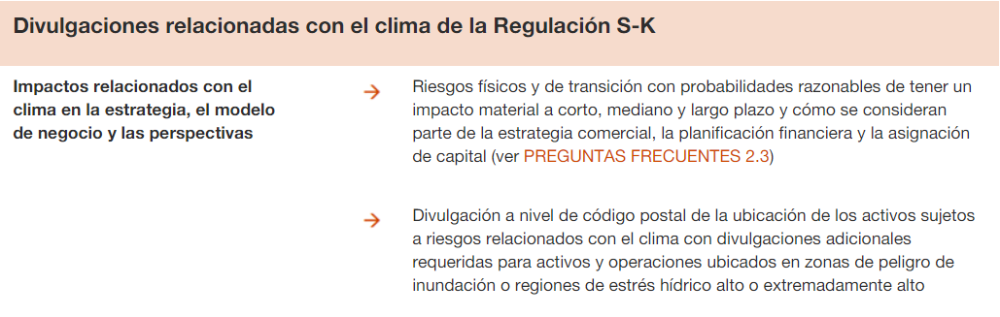 Divulgaciones relacionadas con el clima de la Regulación S-K
Impactos relacionados con el
clima en la estrategia, el modelo
de negocio y las perspectivas
Riesgos físicos y de transición con probabilidades razonables de tener un
impacto material a corto, mediano y largo plazo y cómo se consideran
parte de la estrategia comercial, la planificación financiera y la asignación
de capital (ver PREGUNTAS FRECUENTES 2.3)
Divulgación a nivel de código postal de la ubicación de los activos sujetos
a riesgos relacionados con el clima con divulgaciones adicionales
requeridas para activos y operaciones ubicados en zonas de peligro de
inundación o regiones de estrés hídrico alto o extremadamente alto